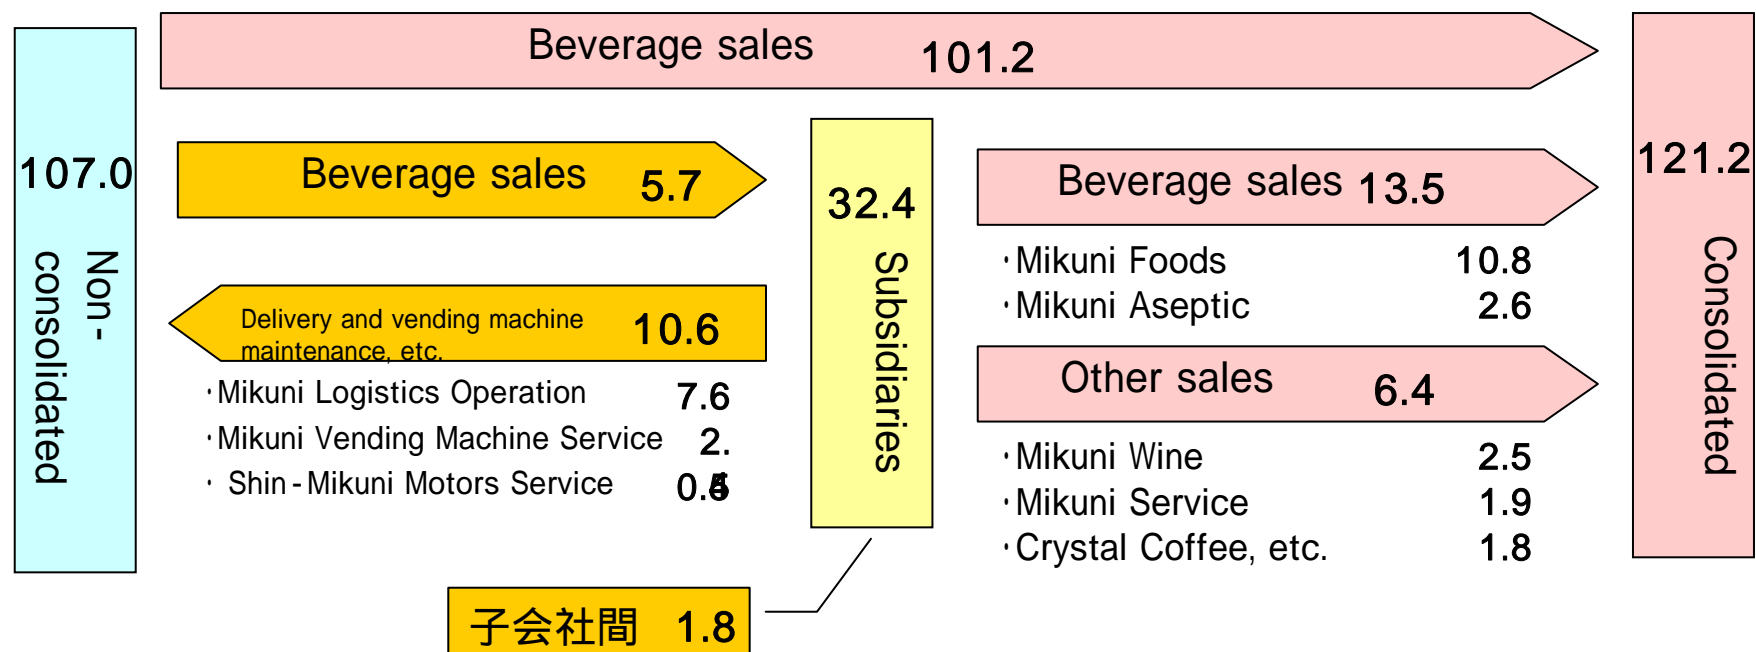 Beverage sales 101.2
107.0
Non-
consolidated
Beverage sales 5.7
Delivery and vending machine
maintenance, etc.
10.6
・Mikuni Logistics Operation 7.6
・Mikuni Vending Machine Service 2.
・ Shin-Mikuni Motors Service
32.4
Subsidiaries
子会社間 1.8
Beverage sales 13.5
・Mikuni Foods 10.8
・Mikuni Aseptic 2.6
Other sales 6.4
・Mikuni Wine 2.5
・Mikuni Service 1.9
・Crystal Coffee, etc. 1.8
121.2
Consolidated